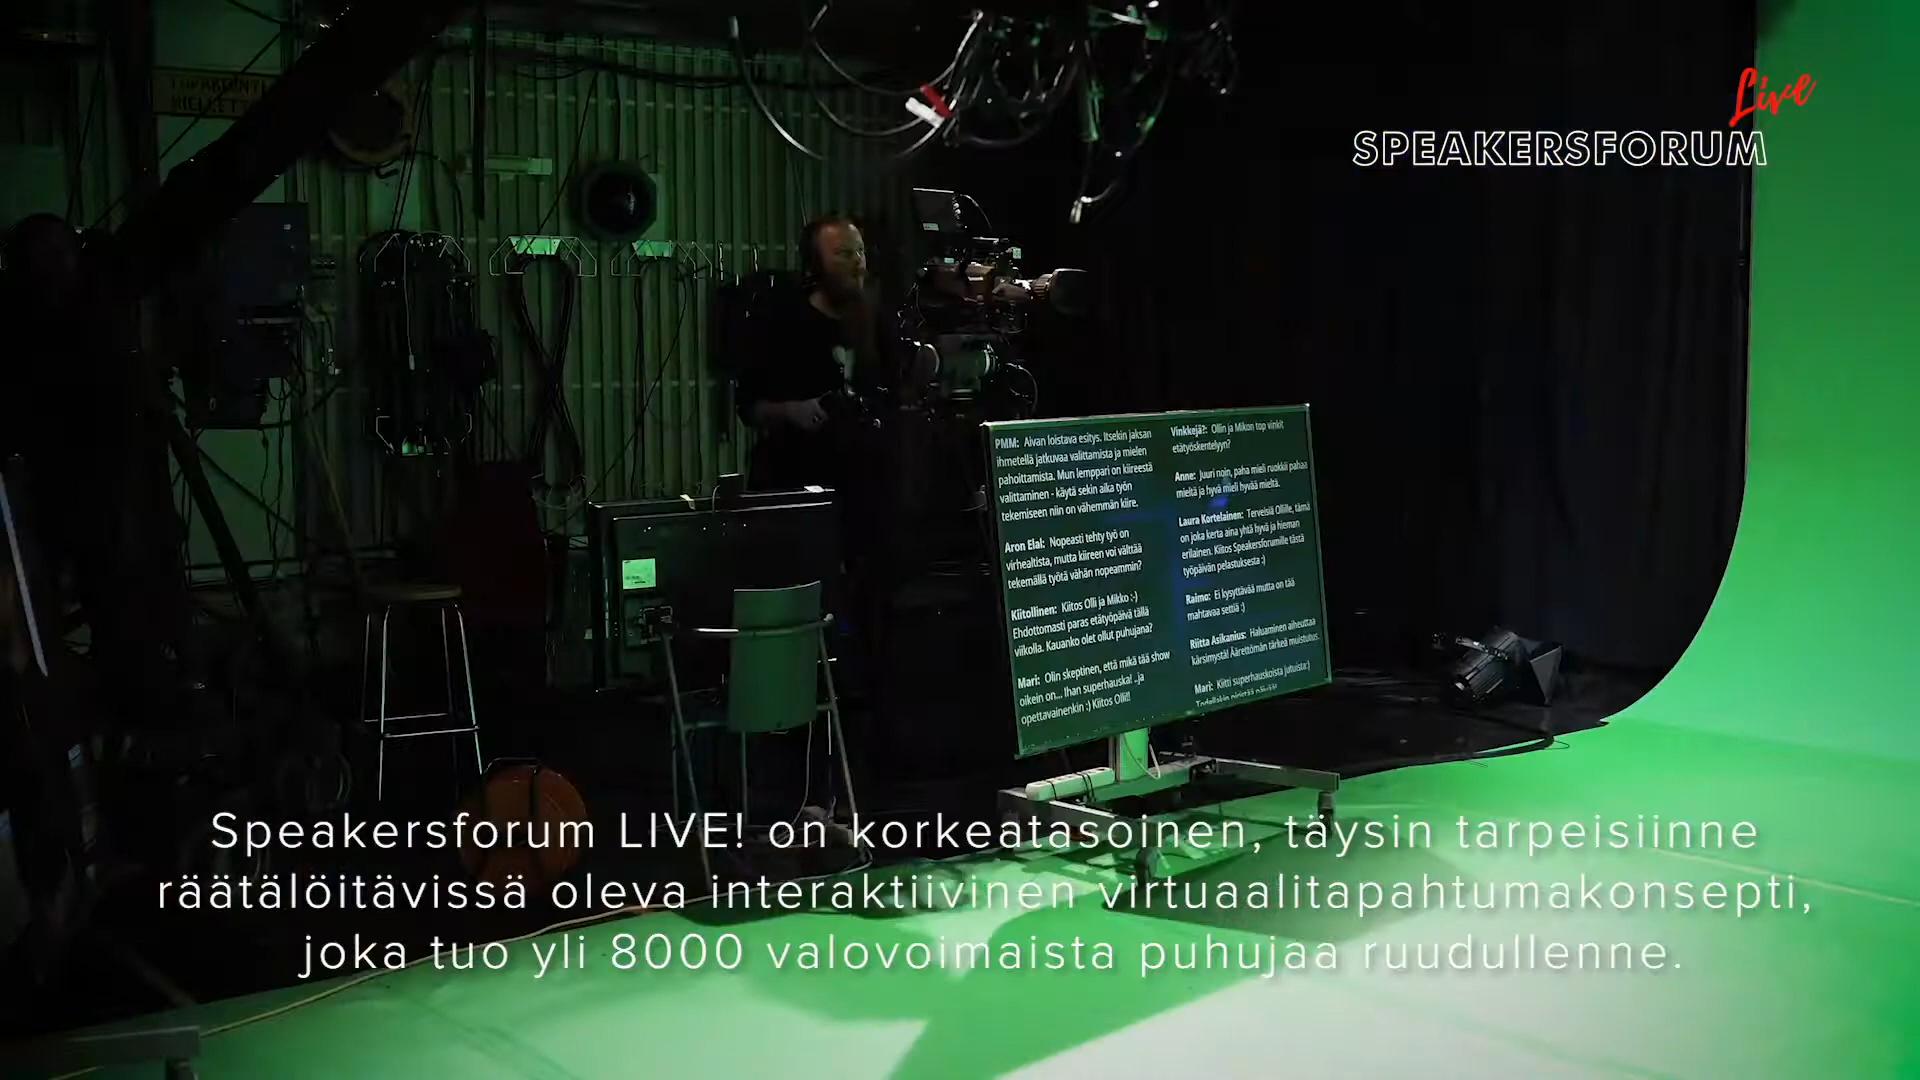 Live
SPEAKERSFORUM
PMM: Aivan loistava esitys. Itsekin jaksan
ihmetellä jatkuvaa valittamista ja mielen
pahoittamista. Mun lemppari on kiireestä
valittaminen - käytä sekin aika työn
tekemiseen niin on vähemmän kiire.
Aron Elal: Nopeasti tehty työ on
virhealtista, mutta kiireen voi välttää
tekemällä työtä vähän nopeammin?
Kiitollinen: Kiitos Olli ja Mikko :-)
Ehdottomasti paras etätyöpäivä tällä
viikolla. Kauanko olet ollut puhujana?
Mari: Olin skeptinen, että mikä tää show
oikein on... Ihan superhauska! ..ja
opettavainenkin :) Kiitos Olli!!
Vinkkejä?: Ollin ja Mikon top vinkit
etätyöskentelyyn?
Anne: Juuri noin, paha mieli ruokkii pahaa
mieltä ja hyvä mieli hyvää mieltä.
Laura Kortelainen: Terveisiä Ollille, tämä
on joka kerta aina yhtä hyvä ja hieman
erilainen. Kiitos Speakersforumille tästä
työpäivän pelastuksesta :)
Raimo: Ei kysyttävää mutta on tää
mahtavaa settiä :)
Riitta Asikanius: Haluaminen aiheuttaa
kärsimystä! Äärettömän tärkeä muistutus.
Mari: Kiitti superhauskoista jutuista:)
Speakersforum LIVE! on korkeatasoinen, täysin tarpeisiinne
räätälöitävissä oleva interaktiivinen virtuaalitapahtumakonsepti,
joka tuo yli 8000 valovoimaista puhujaa ruudullenne.